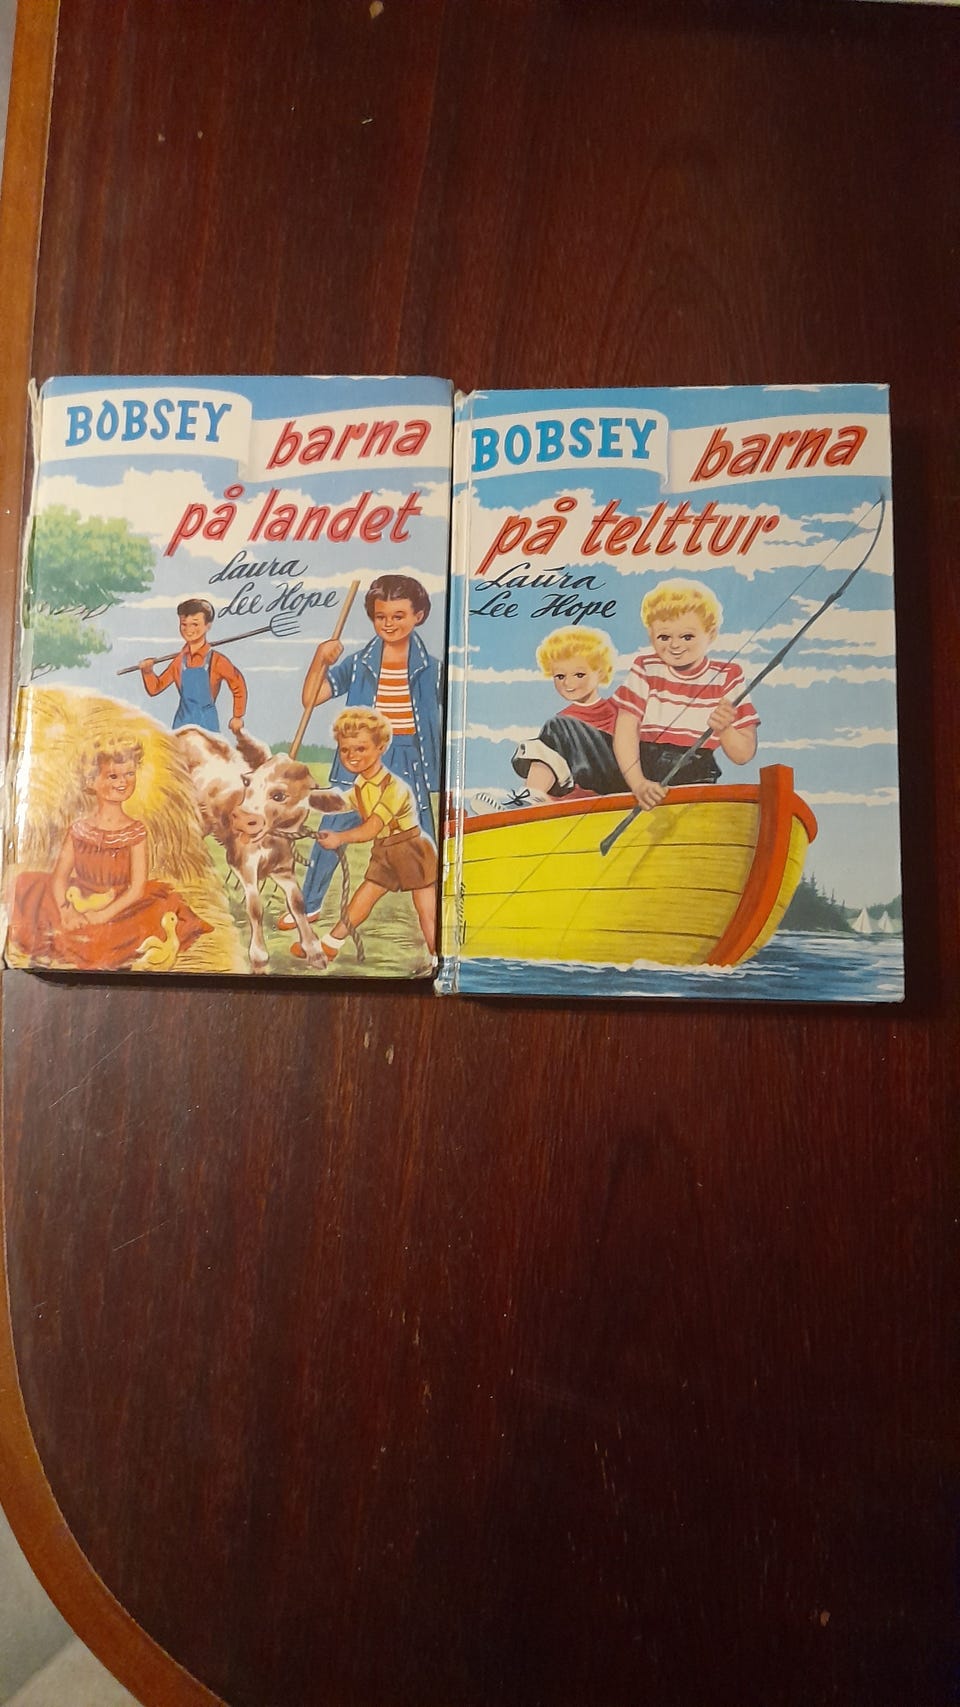 BOBSEY
barna
på landet
Laura
Lee Hope
BOBSEY
barna
på telttur
Laura
Lee Hope